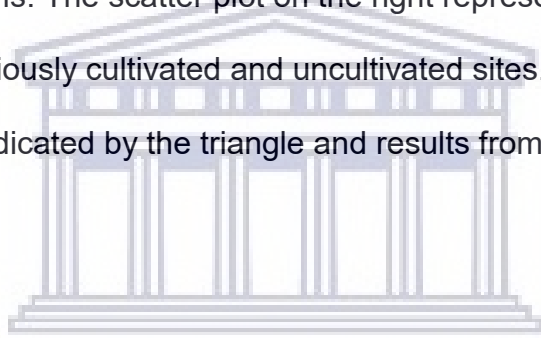 ns. The scatter plot on the right represe
iously cultivated and uncultivated sites.
dicated by the triangle and results from